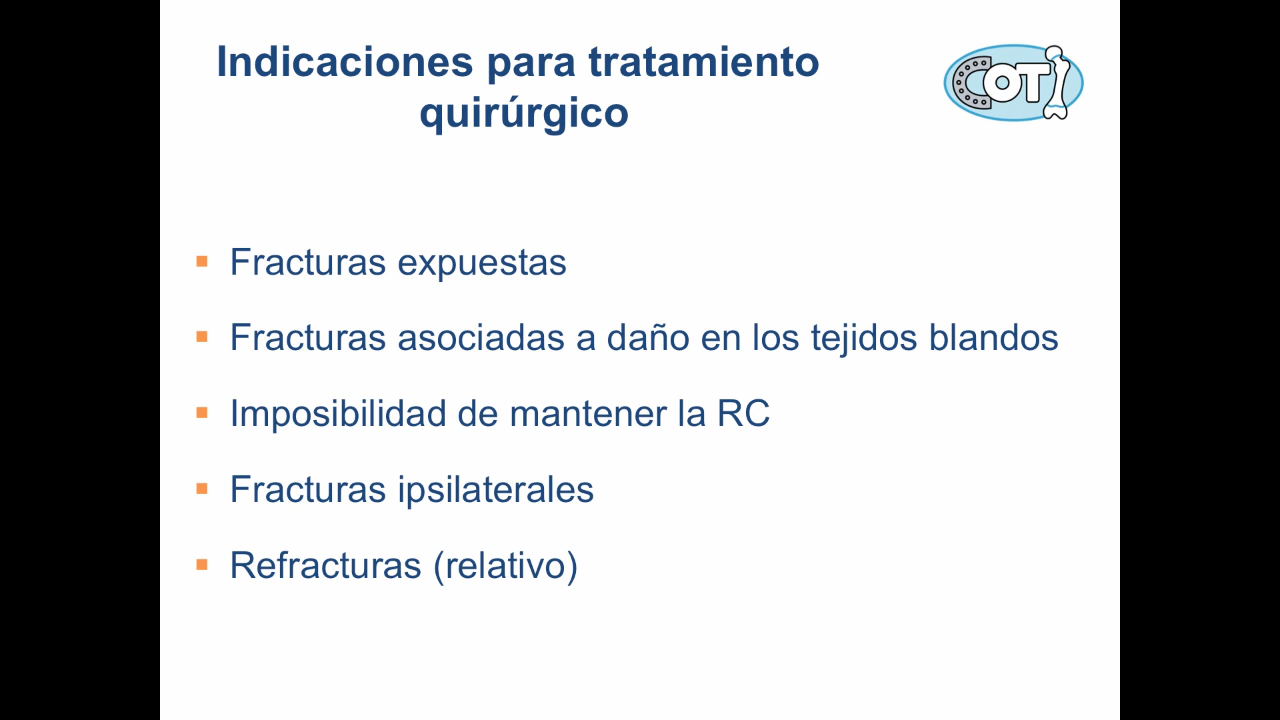 Indicaciones para tratamiento
quirúrgico
COTI
Fracturas expuestas
Fracturas asociadas a daño en los tejidos blandos
Imposibilidad de mantener la RC
Fracturas ipsilaterales
Refracturas (relativo)